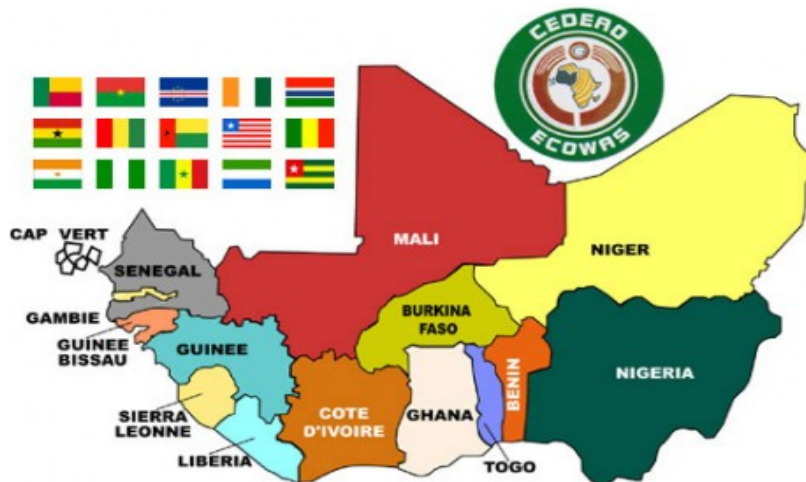 CEDEAO
ECOWAS
MALI
NIGER
CAP VERT
SENEGAL
GAMBIE
GUINEE
BISSAU
GUINEE
BURKINA
FASO
SIERRA
LEONNE
LIBERIA
COTE
D'IVOIRE
GHANA
TOGO
BENIN
NIGERIA